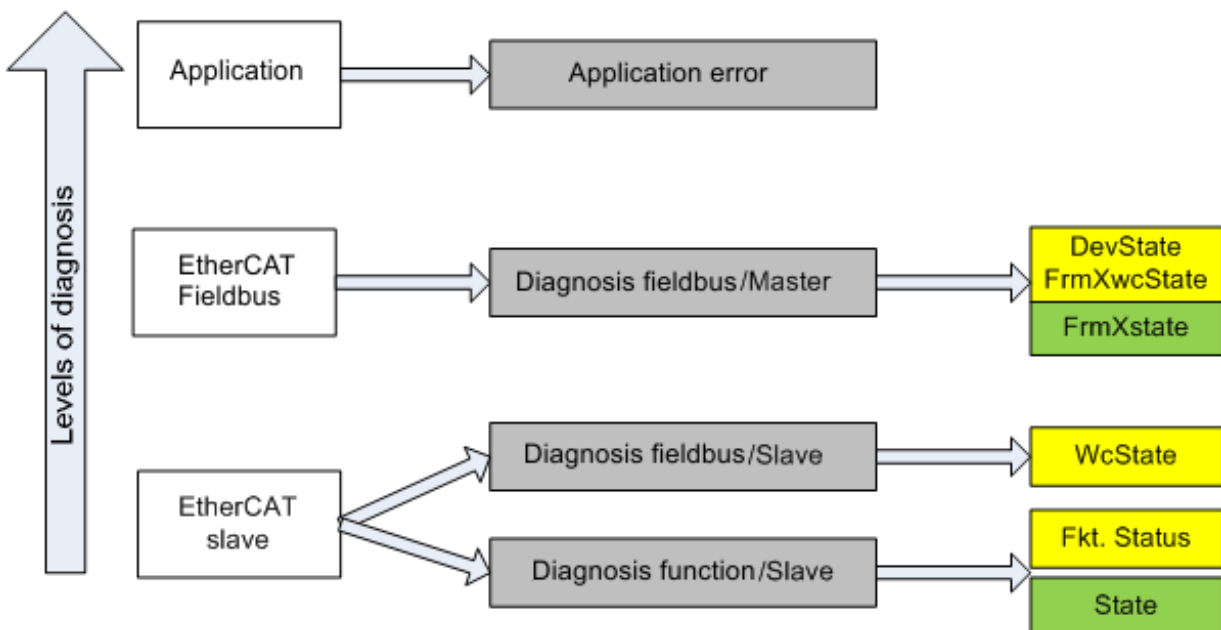 Levels of diagnosis
Application
Application error
EtherCAT
Fieldbus
Diagnosis fieldbus/Master
DevState
FrmXwcState
FrmXstate
EtherCAT
slave
Diagnosis fieldbus/Slave
WcState
Diagnosis function/Slave
Fkt. Status
State